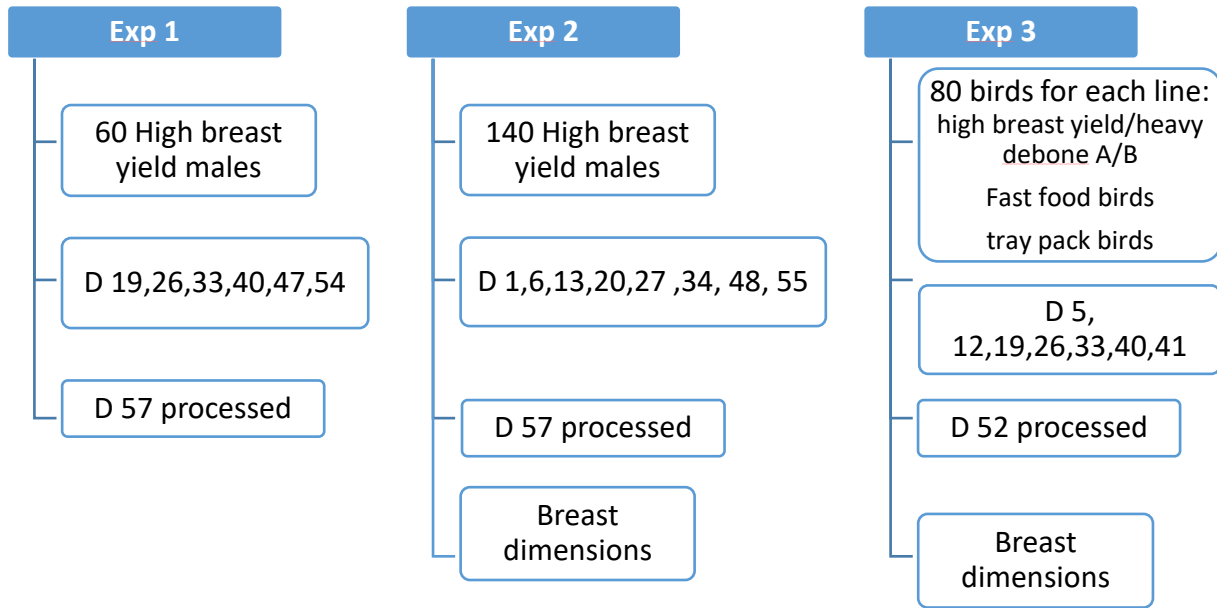 Exp 1
60 High breast
yield males
D 19,26,33,40,47,54
D 57 processed
Exp 2
140 High breast
yield males
D 1,6,13,20,27 ,34, 48, 55
D 57 processed
Breast
dimensions
Exp 3
80 birds for each line:
high breast yield/heavy
debone A/B
Fast food birds
tray pack birds
D 5,
12,19,26,33,40,41
D 52 processed
Breast
dimensions